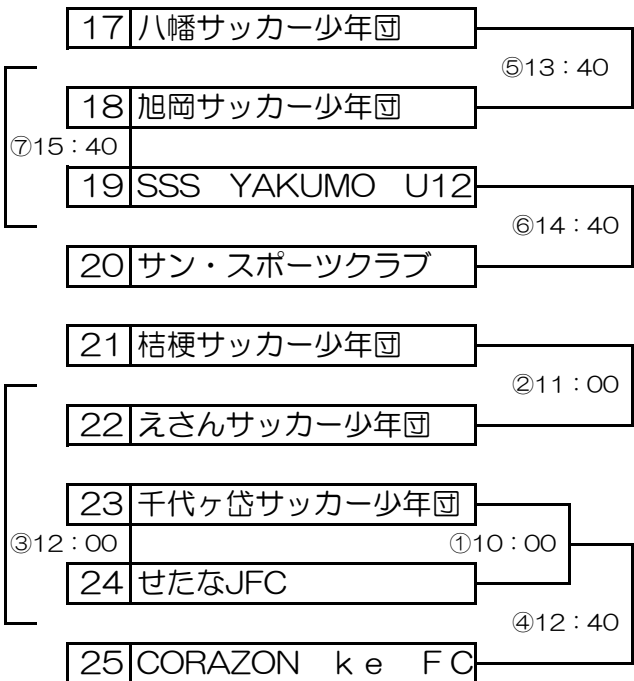 17 八幡サッカー少年団
⑤13：40
18 旭岡サッカー少年団
⑦15：40
19 SSS　YAKUMO　U12
⑥14：40
20 サン・スポーツクラブ
21 桔梗サッカー少年団
②11：00
22 えさんサッカー少年団
23 千代ヶ岱サッカー少年団
③12：00 ①10：00
24 せたなJFC
④12：40
25 CORAZON　ｋｅ　ＦＣ